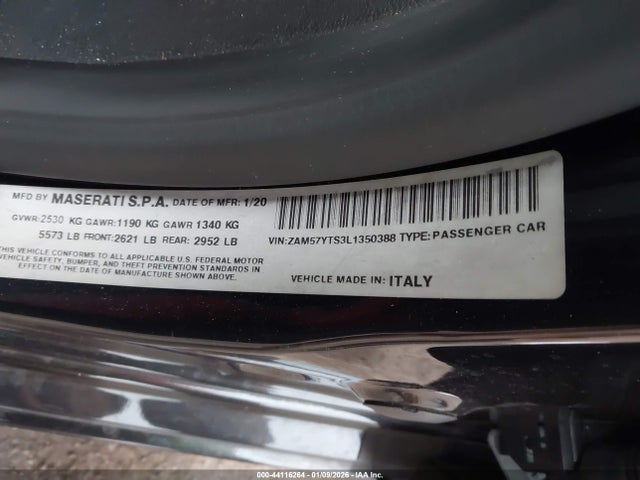 MFD BY MASERATI S.P.A. DATE OF MFR: 1/20
GVWR:2530 KG GAWR:1190 KG GAWR 1340 KG
5573 LB FRONT:2621 LB REAR: 2952 LB
THIS VEHICLE CONFORMS TO ALL APPLICABLE U.S. FEDERAL MOTOR
VEHICLE SAFETY, BUMPER, AND THEFT PREVENTION STANDARDS IN
EFFECT ON THE DATE OF MANUFACTURE SHOWN ABOVE.
VIN:ZAM57YTS3L1350388 TYPE:PASSENGER CAR
VEHICLE MADE IN: ITALY
000-44116264 - 01/09/2026 - IAAI.COM